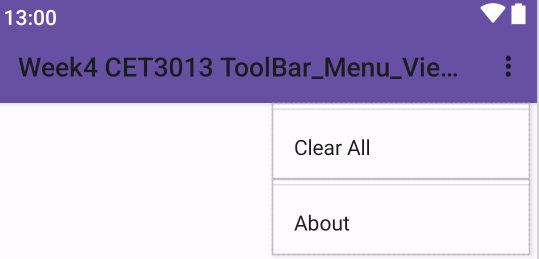 13:00
Week4 CET3013 ToolBar_Menu_Vie...
Clear All
About